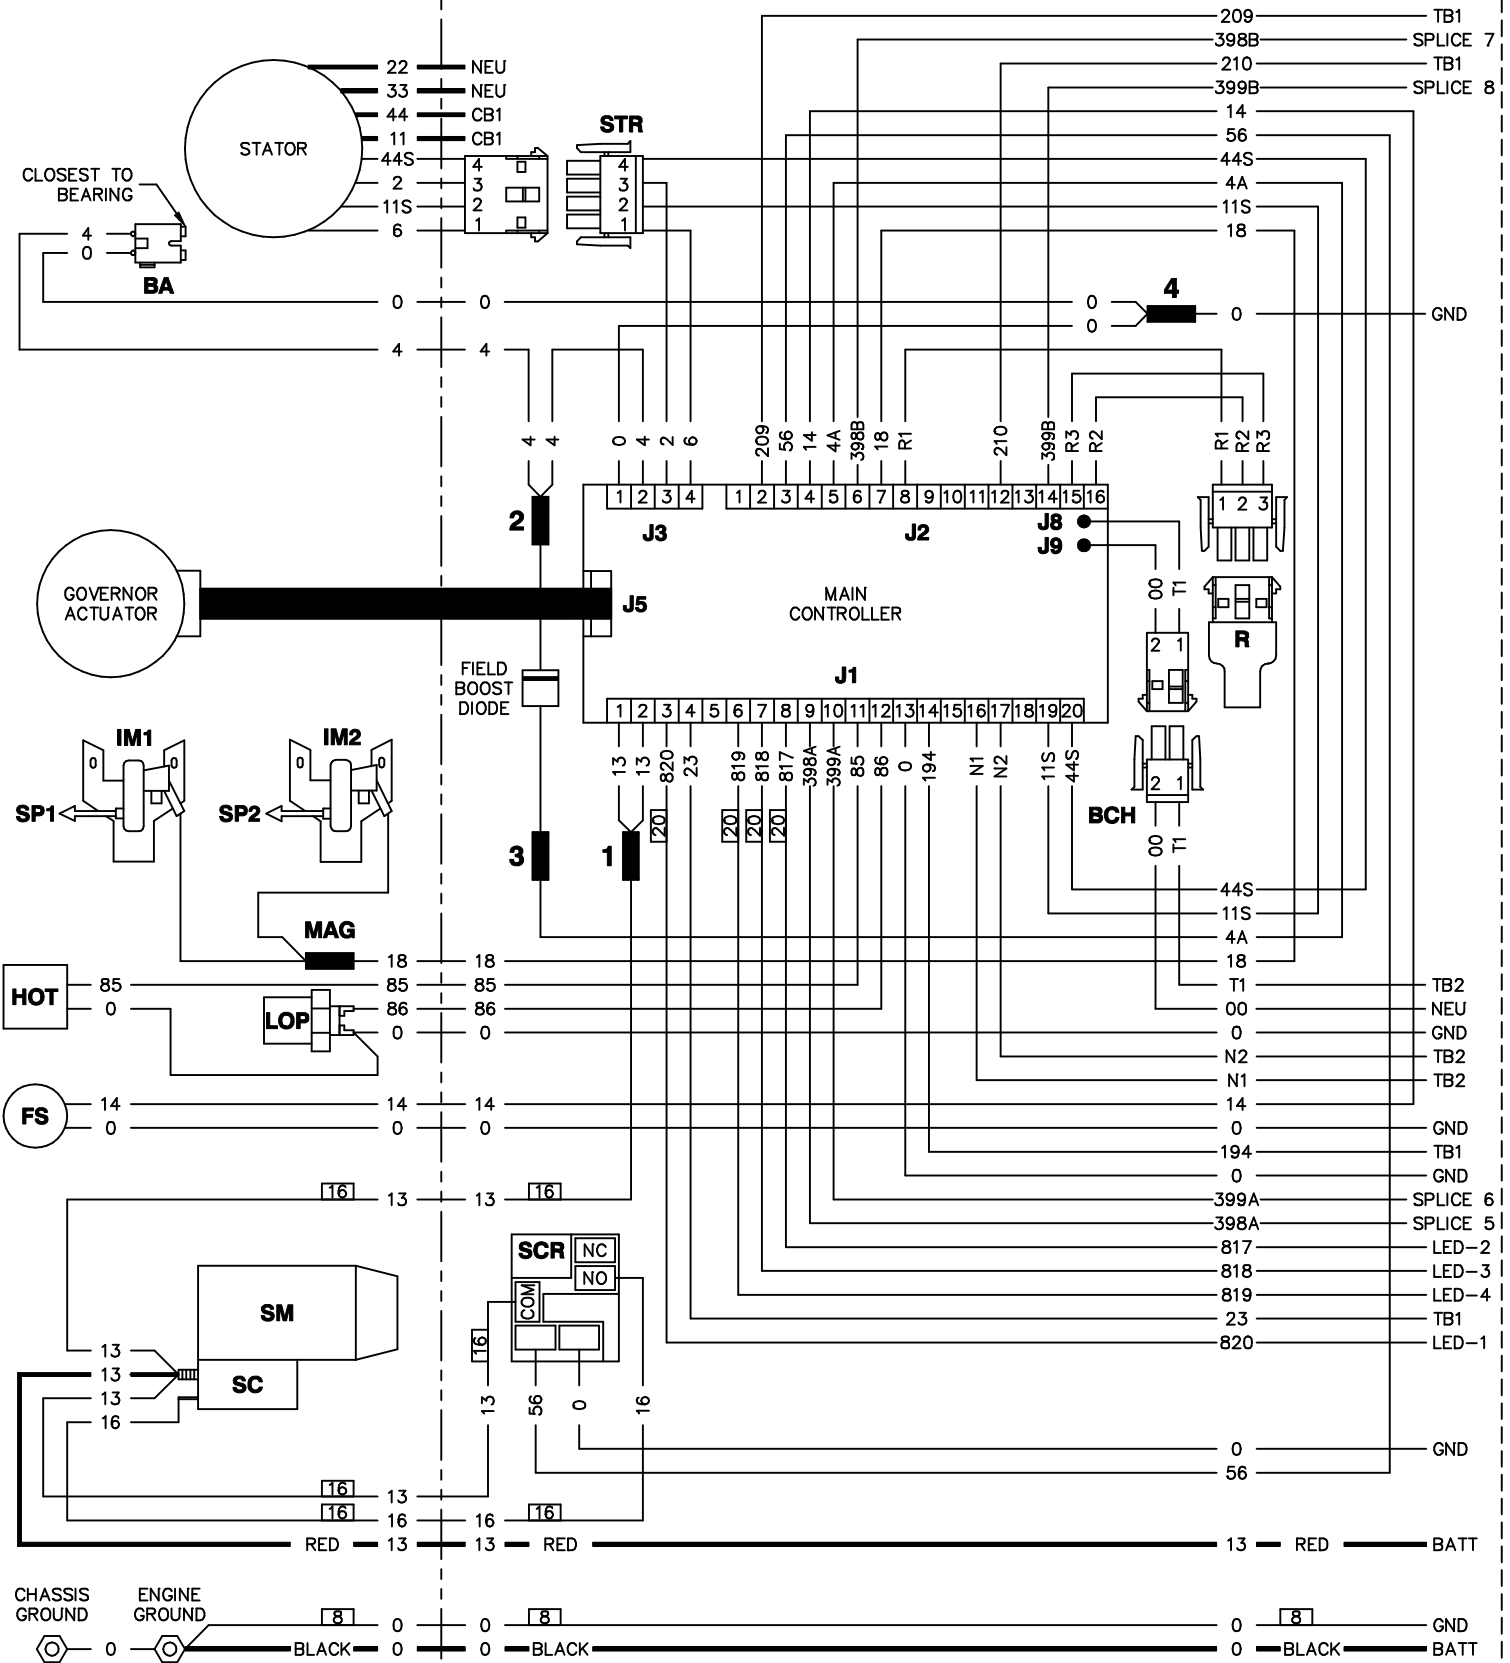 209 TB1
398B SPLICE 7
22 NEU 210 TB1
33 NEU 399B SPLICE 8
44 CB1 14
11 CB1 STR 56
STATOR
44S 4 4 44S
CLOSEST TO
BEARING
2 3 3 4A
11S 2 2 11S
6 1 1 18
4
0
BA
0 0 0 4
0 GND
0
4 4
4 4 0 4 2 6 209 56 14 4A 398B 18 R1 210 399B R3 R2 R1 R2 R3
1 2 3 4 1 2 3 4 5 6 7 8 9 10 11 12 13 14 15 16 1 2 3
2 J3 J2 J8
J9
GOVERNOR
ACTUATOR
J5
MAIN
CONTROLLER
00 T1
2 1 R
FIELD
BOOST
DIODE
J1
1 2 3 4 5 6 7 8 9 10 11 12 13 14 15 16 17 18 19 20
IM1 IM2
13 13 820 23 819 818 817 398A 399A 85 86 0 194 N1 N2 11S 44S
2 1
SP1 SP2
20 20 20 20
BCH
3 1
00 T1
44S
11S
MAG 4A
18 18 18
HOT 85 85 85 T1 TB2
0 LOP 86 86 00 NEU
0 0 0 GND
N2 TB2
N1 TB2
FS 14 14 14 14
0 0 0 0 GND
194 TB1
0 GND
16 13 13 16 399A SPLICE 6
398A SPLICE 5
SCR NC 817 LED-2
NO 818 LED-3
COM 819 LED-4
SM 23 TB1
16 820 LED-1
13
13
SC
13
16
13 56 0 16
0 GND
56
16 13
16 16 16 16
RED 13 13 RED 13 RED BATT
CHASSIS
GROUND
ENGINE
GROUND
8 0 0 8 0 8 GND
0 BLACK 0 0 BLACK 0 BLACK BATT